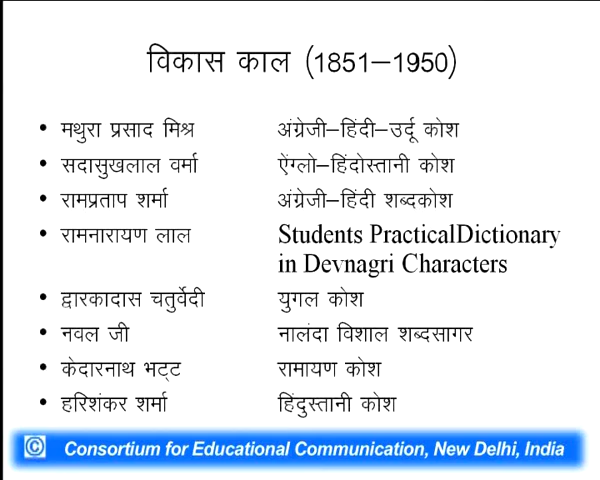 विकास काल (1851–1950)
• मथुरा प्रसाद मिश्र अंग्रेजी–हिंदी–उर्दू कोश
• सदासुखलाल वर्मा ऐंग्लो–हिंदोस्तानी कोश
• रामप्रताप शर्मा अंग्रेजी–हिंदी शब्दकोश
• रामनारायण लाल Students PracticalDictionary
in Devnagri Characters
• द्वारकादास चतुर्वेदी युगल कोश
• नवल जी नालंदा विशाल शब्दसागर
• केदारनाथ भट्ट रामायण कोश
• हरिशंकर शर्मा हिंदुस्तानी कोश
© Consortium for Educational Communication, New Delhi, India